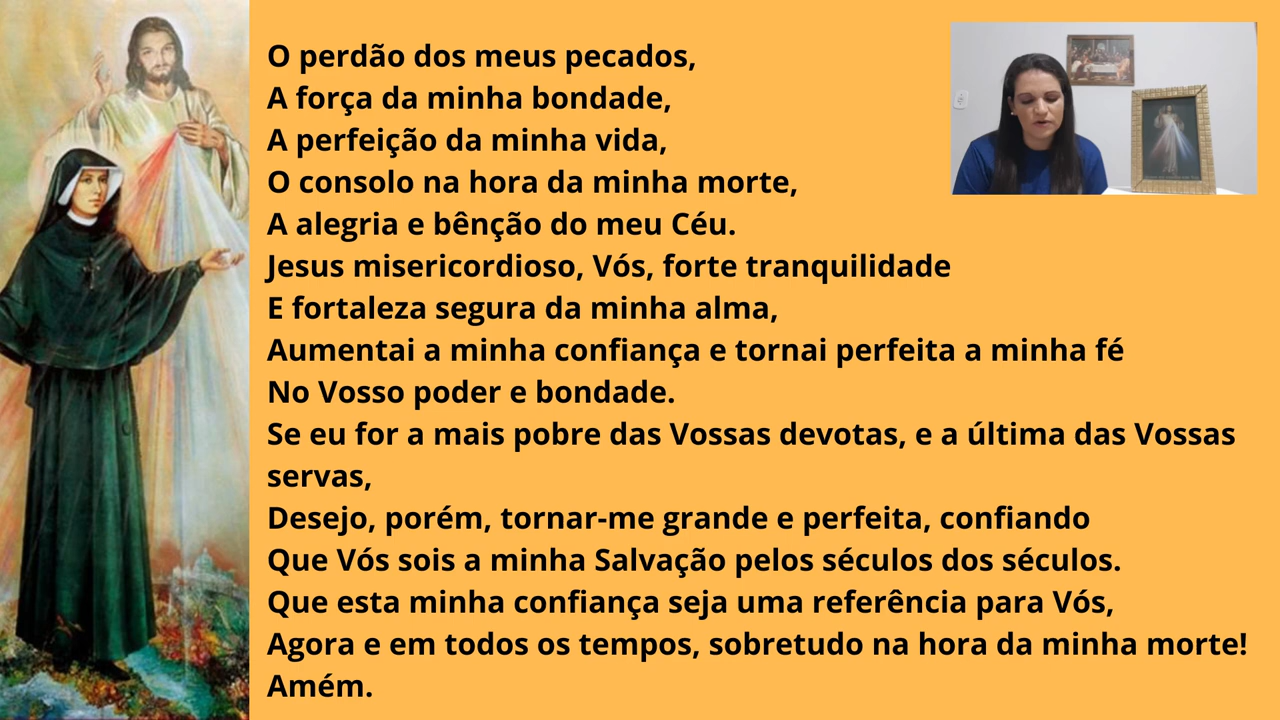 O perdão dos meus pecados,
A força da minha bondade,
A perfeição da minha vida,
O consolo na hora da minha morte,
A alegria e bênção do meu Céu.
Jesus misericordioso, Vós, forte tranquilidade
E fortaleza segura da minha alma,
Aumentai a minha confiança e tornai perfeita a minha fé
No Vosso poder e bondade.
Se eu for a mais pobre das Vossas devotas, e a última das Vossas
servas,
Desejo, porém, tornar-me grande e perfeita, confiando
Que Vós sois a minha Salvação pelos séculos dos séculos.
Que esta minha confiança seja uma referência para Vós,
Agora e em todos os tempos, sobretudo na hora da minha morte!
Amém.